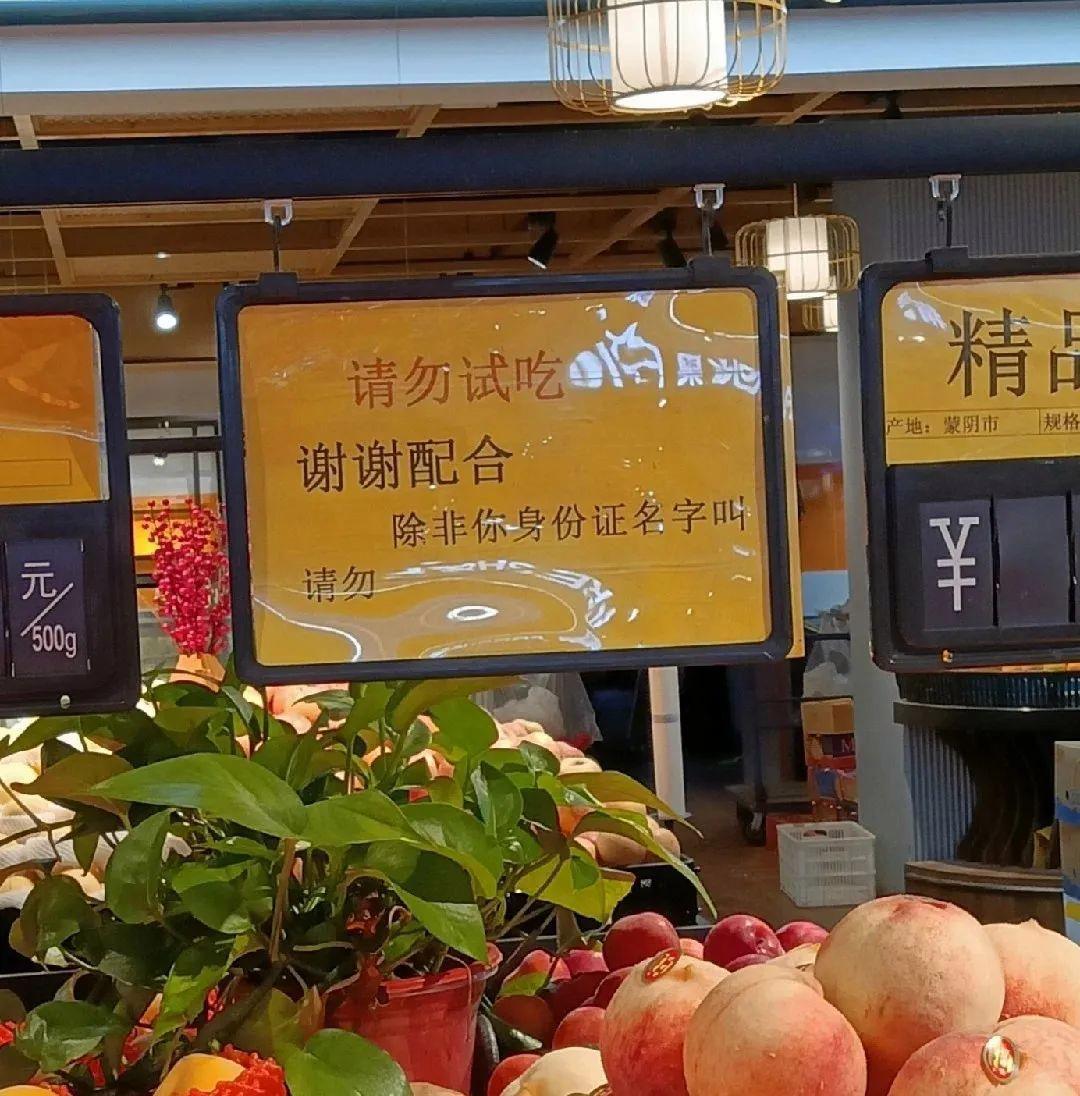 请勿试吃
谢谢配合
除非你身份证名字叫
请勿
元/500g
精品
产地：蒙阴市
规格
¥